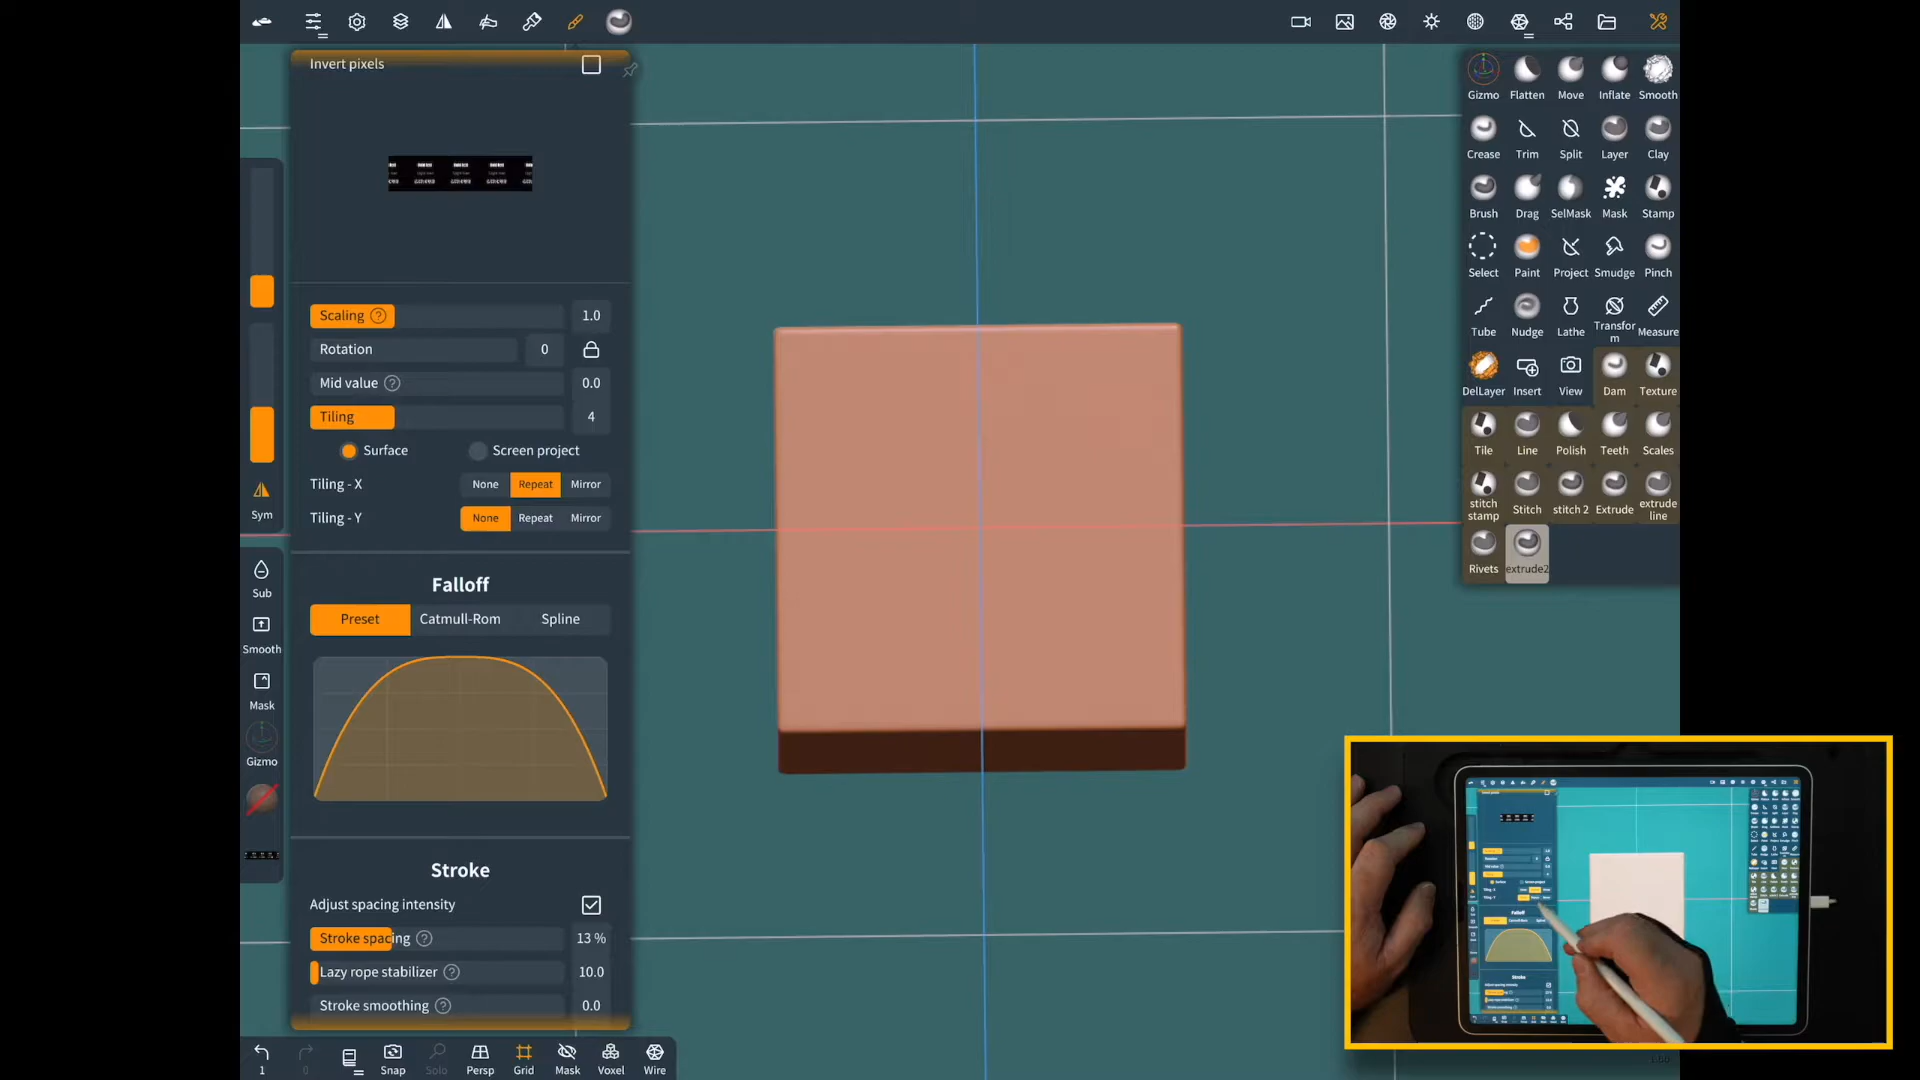 Invert pixels
Scaling ? 1.0
Rotation 0
Mid value ? 0.0
Tiling 4
Surface Screen project
Tiling - X None Repeat Mirror
Tiling - Y None Repeat Mirror
Falloff
Preset Catmull-Rom Spline
Stroke
Adjust spacing intensity
Stroke spacing ? 13 %
Lazy rope stabilizer ? 10.0
Stroke smoothing ? 0.0
Sym
Sub
Smooth
Mask
Gizmo
1 0 Snap Solo Persp Grid Mask Voxel Wire
Gizmo Flatten Move Inflate Smooth
Crease Trim Split Layer Clay
Brush Drag SelMask Mask Stamp
Select Paint Project Smudge Pinch
Tube Nudge Lathe Transfor
m Measure
DelLayer Insert View Dam Texture
Tile Line Polish Teeth Scales
stitch
stamp Stitch stitch 2 Extrude extrude
line
Rivets extrude2